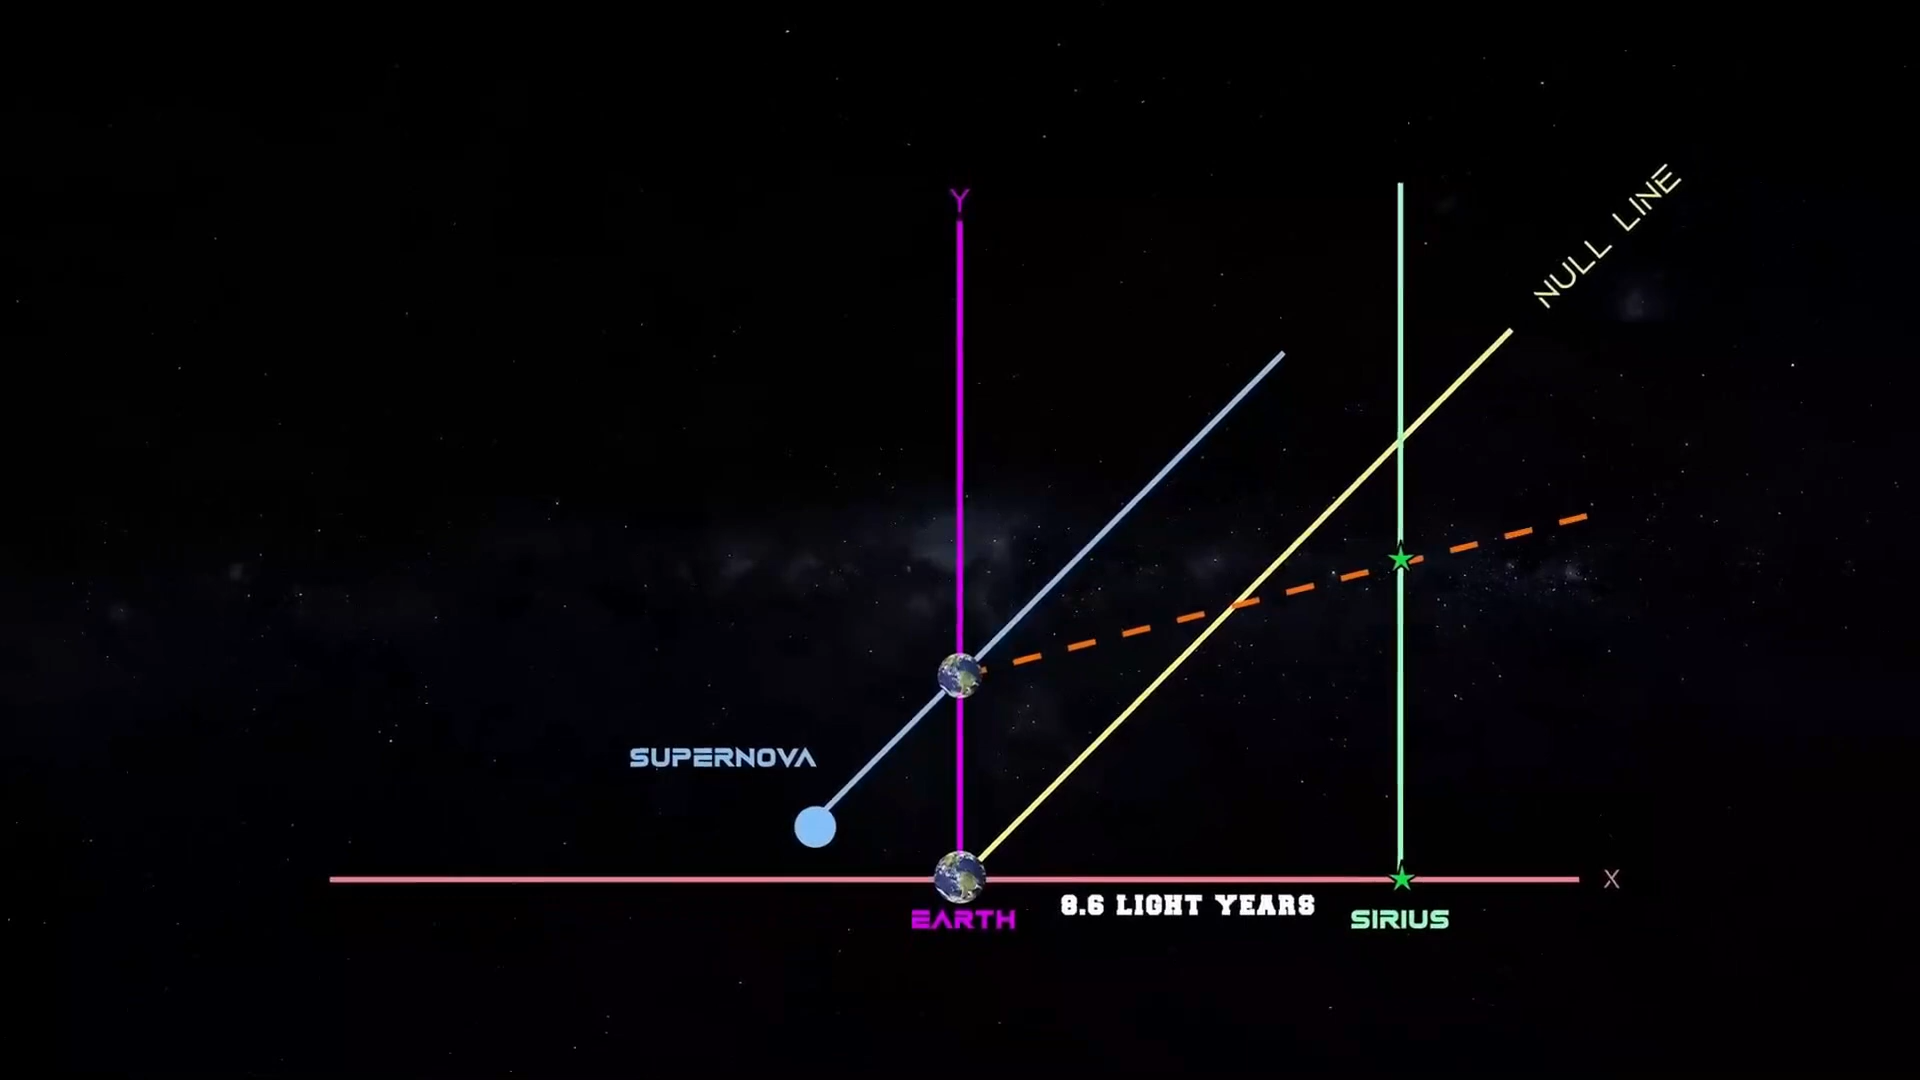 Y
NULL LINE
SUPERNOVA
X
8.6 LIGHT YEARS
EARTH
SIRIUS